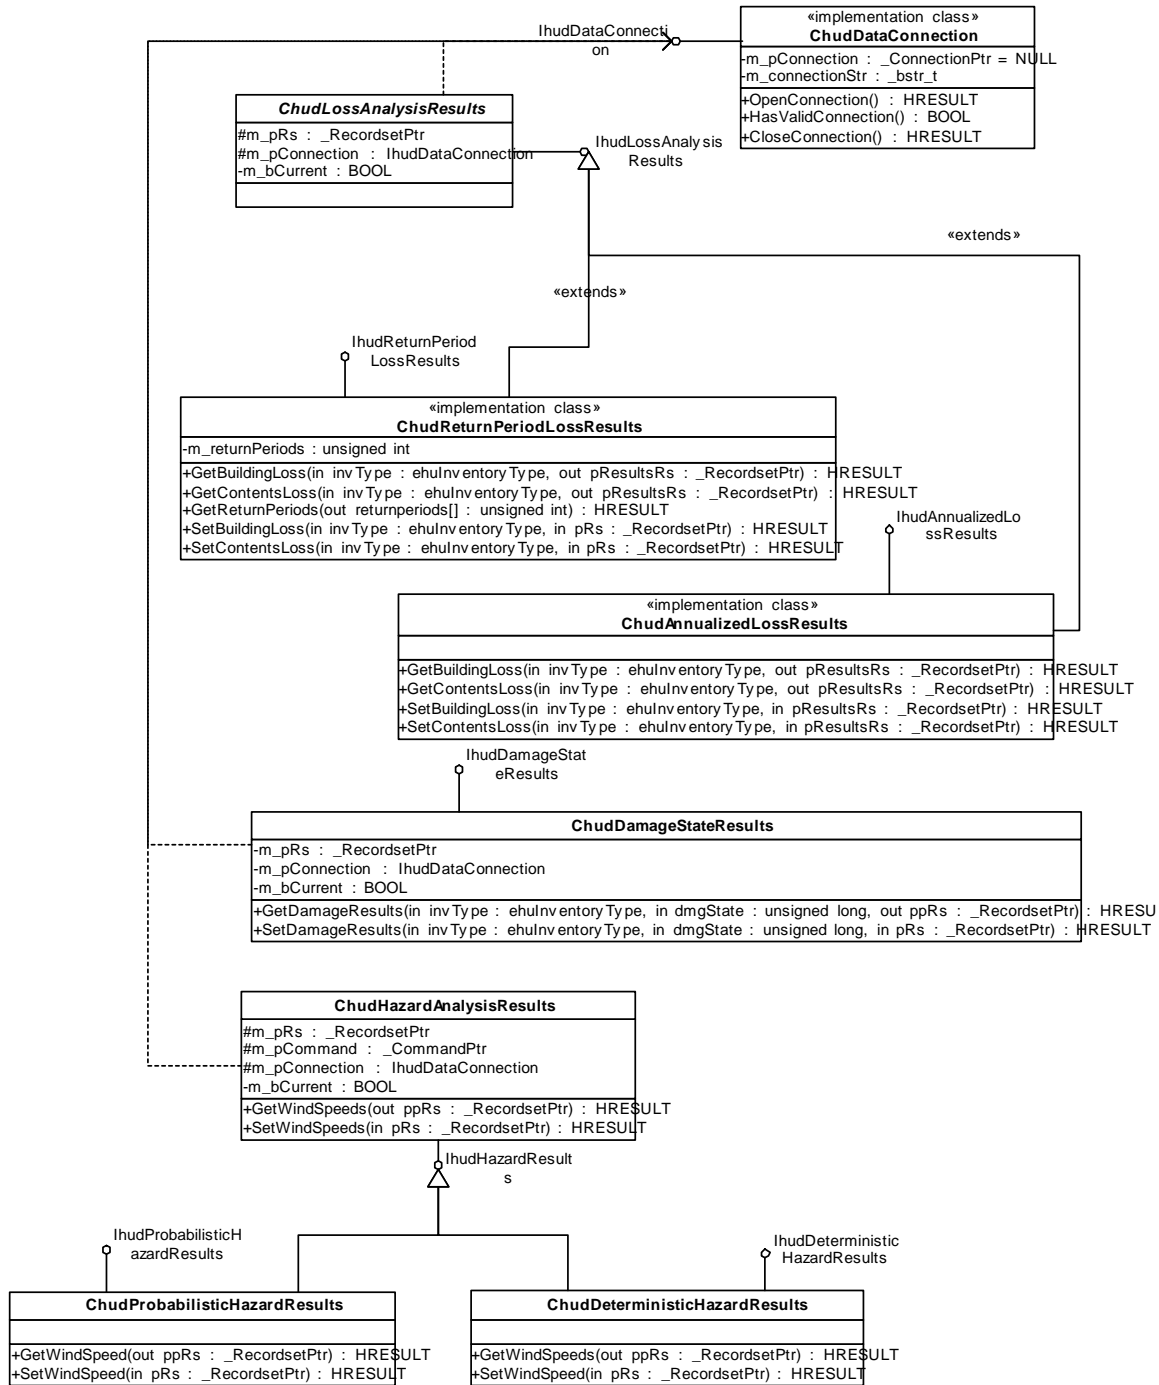 IhudDataConnecti
on
«implementation class»
ChudDataConnection
-m_pConnection : _ConnectionPtr = NULL
-m_connectionStr : _bstr_t
+OpenConnection() : HRESULT
+HasValidConnection() : BOOL
+CloseConnection() : HRESULT
ChudLossAnalysisResults
#m_pRs : _RecordsetPtr
#m_pConnection : IhudDataConnection
-m_bCurrent : BOOL
IhudLossAnalysis
Results
«extends»
«extends»
IhudReturnPeriod
LossResults
«implementation class»
ChudReturnPeriodLossResults
-m_returnPeriods : unsigned int
+GetBuildingLoss(in invType : ehuInventoryType, out pResultsRs : _RecordsetPtr) : HRESULT
+GetContentsLoss(in invType : ehuInventoryType, out pResultsRs : _RecordsetPtr) : HRESULT
+GetReturnPeriods(out returnperiods[] : unsigned int) : HRESULT
+SetBuildingLoss(in invType : ehuInventoryType, in pRs : _RecordsetPtr) : HRESULT
+SetContentsLoss(in invType : ehuInventoryType, in pRs : _RecordsetPtr) : HRESULT
IhudAnnualizedLo
ssResults
«implementation class»
ChudAnnualizedLossResults
+GetBuildingLoss(in invType : ehuInventoryType, out pResultsRs : _RecordsetPtr) : HRESULT
+GetContentsLoss(in invType : ehuInventoryType, out pResultsRs : _RecordsetPtr) : HRESULT
+SetBuildingLoss(in invType : ehuInventoryType, in pResultsRs : _RecordsetPtr) : HRESULT
+SetContentsLoss(in invType : ehuInventoryType, in pResultsRs : _RecordsetPtr) : HRESULT
IhudDamageStat
eResults
ChudDamageStateResults
-m_pRs : _RecordsetPtr
-m_pConnection : IhudDataConnection
-m_bCurrent : BOOL
+GetDamageResults(in invType : ehuInventoryType, in dmgState : unsigned long, out ppRs : _RecordsetPtr) : HRESU
+SetDamageResults(in invType : ehuInventoryType, in dmgState : unsigned long, in pRs : _RecordsetPtr) : HRESULT
ChudHazardAnalysisResults
#m_pRs : _RecordsetPtr
#m_pCommand : _CommandPtr
#m_pConnection : IhudDataConnection
-m_bCurrent : BOOL
+GetWindSpeeds(out ppRs : _RecordsetPtr) : HRESULT
+SetWindSpeeds(in pRs : _RecordsetPtr) : HRESULT
IhudHazardResult
s
IhudProbabilisticH
azardResults
IhudDeterministic
HazardResults
ChudProbabilisticHazardResults
+GetWindSpeed(out ppRs : _RecordsetPtr) : HRESULT
+SetWindSpeed(in pRs : _RecordsetPtr) : HRESULT
ChudDeterministicHazardResults
+GetWindSpeeds(out ppRs : _RecordsetPtr) : HRESULT
+SetWindSpeed(in pRs : _RecordsetPtr) : HRESULT